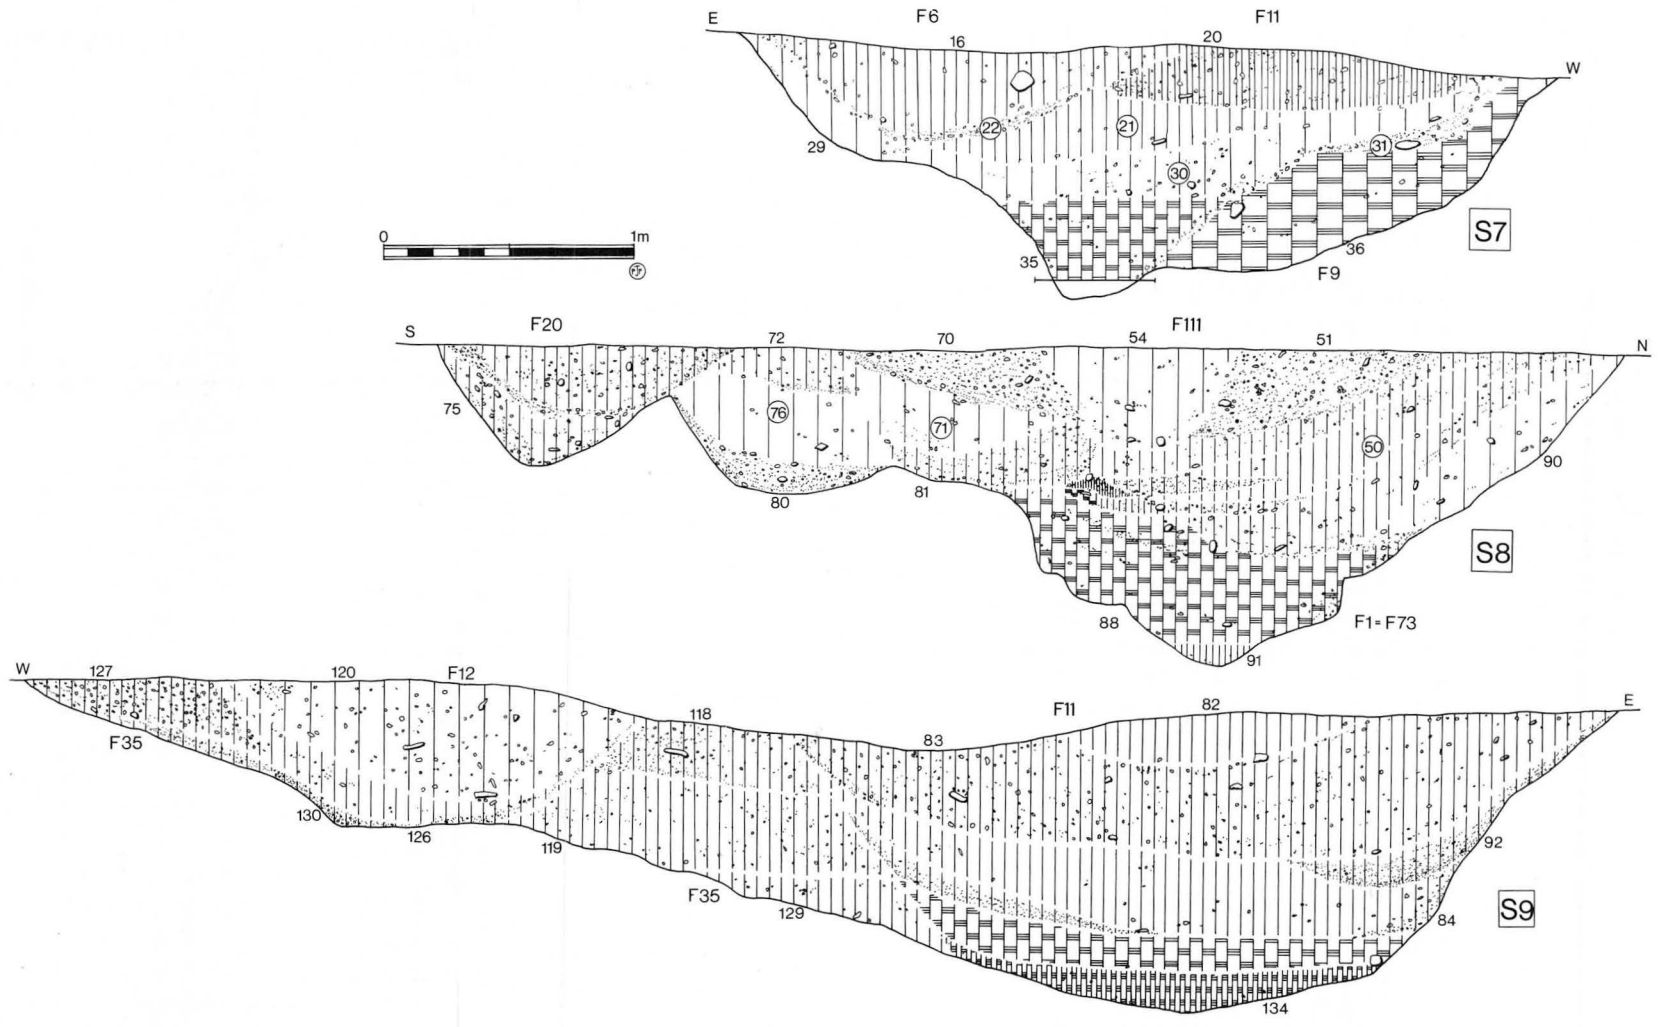 E F6 F11 W
16 20
22 21 31
29 30
S7
35 36
F9
0 1m
S F20 72 70 54 F111 51 N
75 76 71 50 90
80 81
S8
88 91 F1=F73
W 127 120 F12 118 83 F11 82 E
F35
130 126 119 92
F35 129 84
S9
134